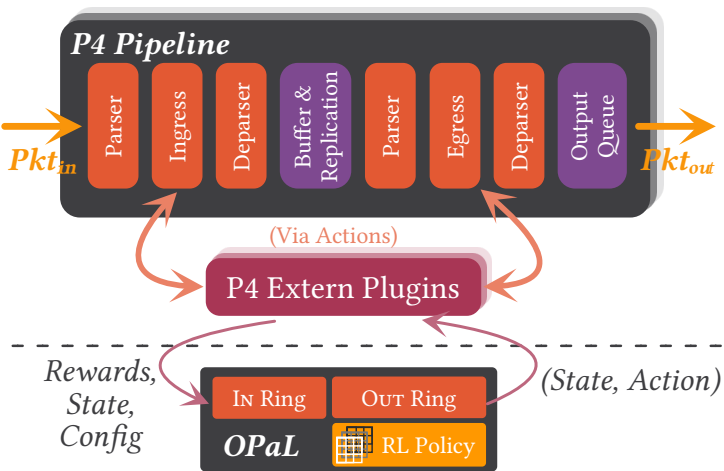 P4 Pipeline
Pkt_in
Parser
Ingress
Deparser
Buffer &
Replication
Parser
Egress
Deparser
Output
Queue
Pkt_out
(Via Actions)
P4 Extern Plugins
Rewards,
State,
Config
(State, Action)
IN Ring
OUT Ring
OPaL
RL Policy